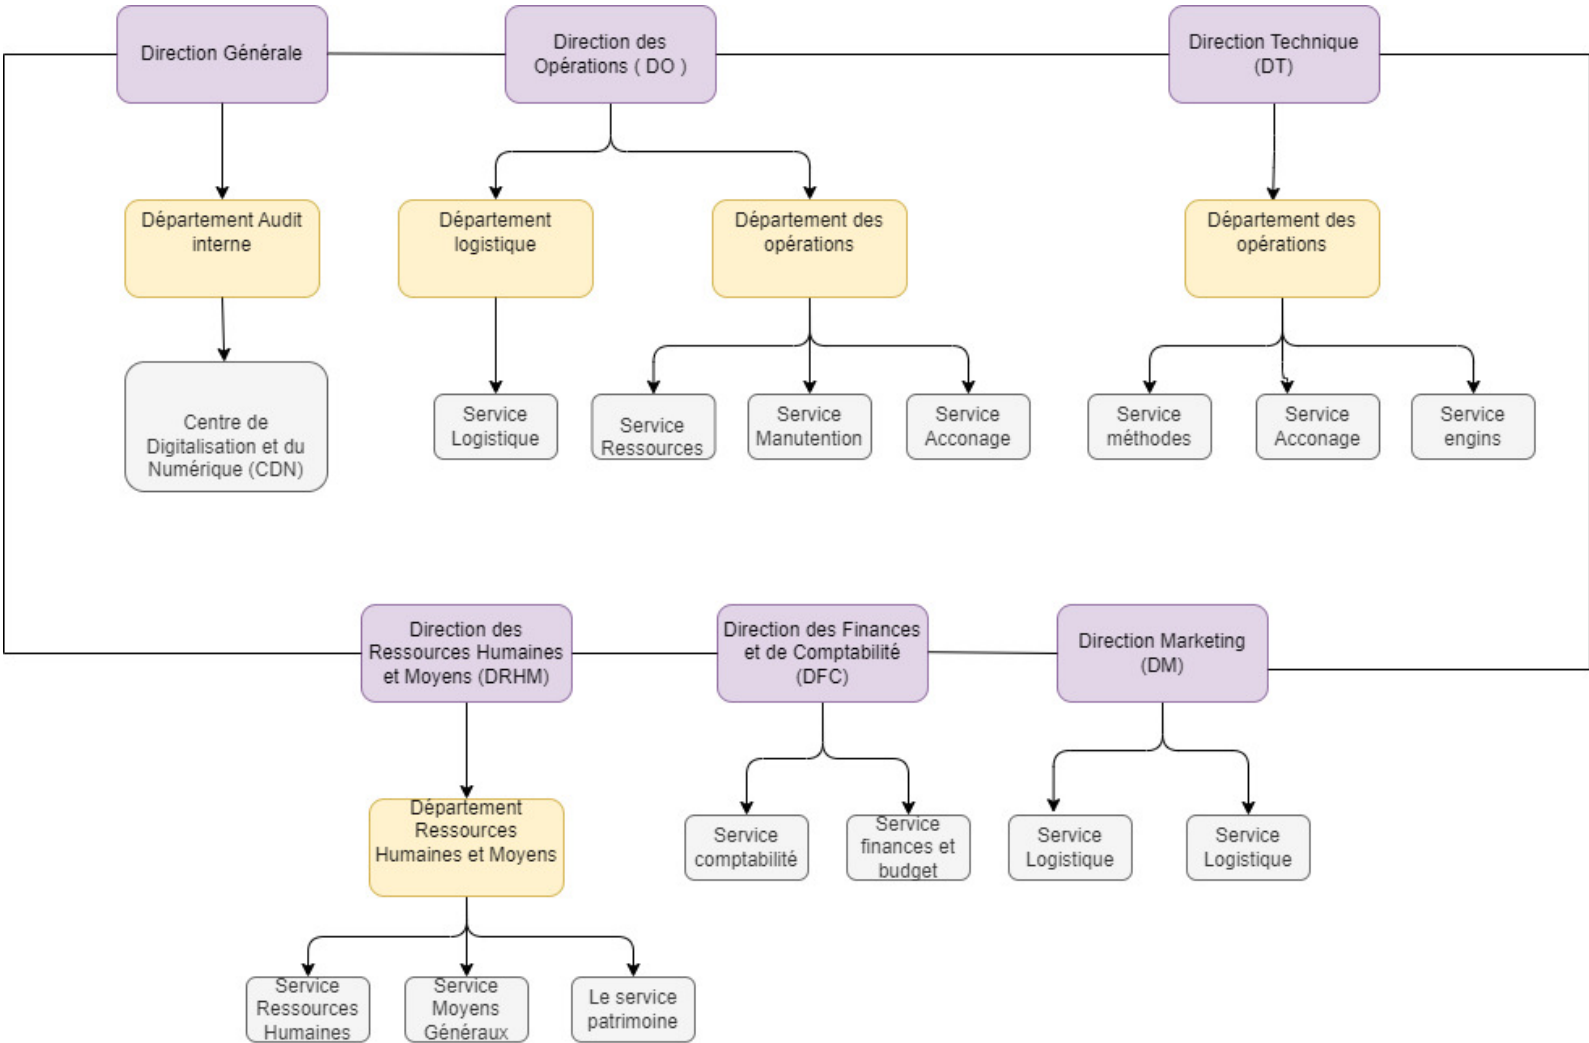 Direction Générale
Direction des
Opérations ( DO )
Direction Technique
(DT)
Département Audit
interne
Département
logistique
Département des
opérations
Département des
opérations
Centre de
Digitalisation et du
Numérique (CDN)
Service
Logistique
Service
Ressources
Service
Manutention
Service
Acconage
Service
méthodes
Service
Acconage
Service
engins
Direction des
Ressources Humaines
et Moyens (DRHM)
Direction des Finances
et de Comptabilité
(DFC)
Direction Marketing
(DM)
Département
Ressources
Humaines et Moyens
Service
comptabilité
Service
finances et
budget
Service
Logistique
Service
Logistique
Service
Ressources
Humaines
Service
Moyens
Généraux
Le service
patrimoine